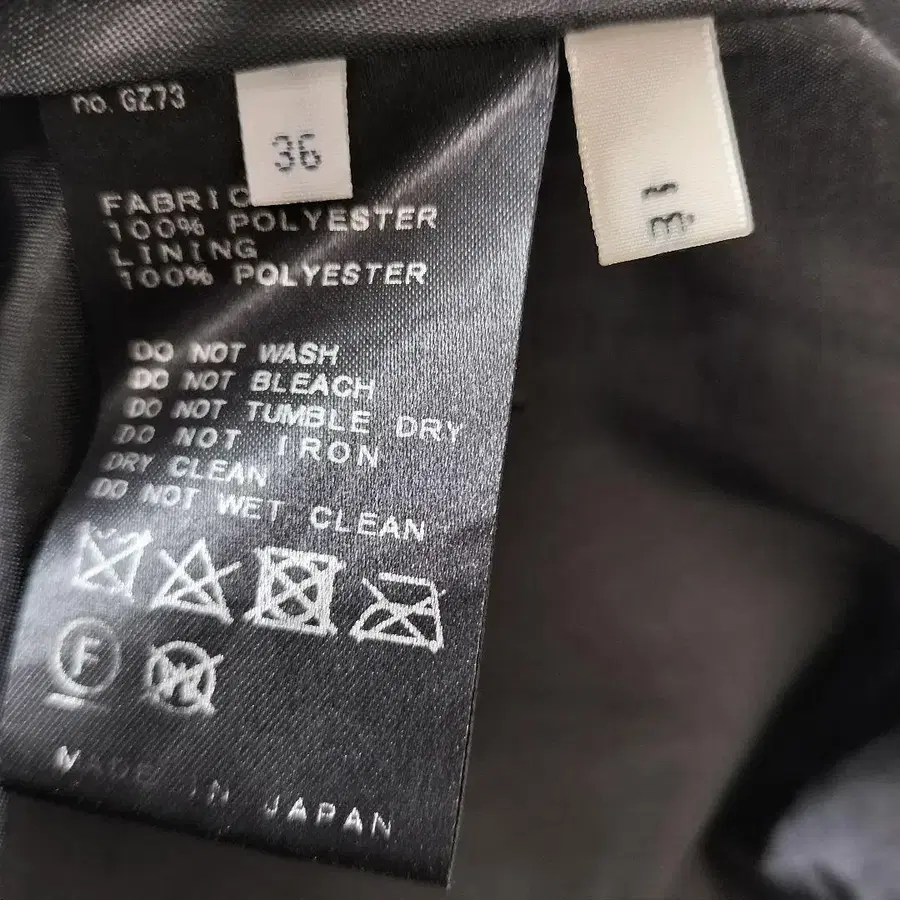 no. GZ73
36
FABRIC
100% POLYESTER
LINING
100% POLYESTER
DO NOT WASH
DO NOT BLEACH
DO NOT TUMBLE DRY
DO NOT IRON
DRY CLEAN
DO NOT WET CLEAN
F
W
MADE IN JAPAN